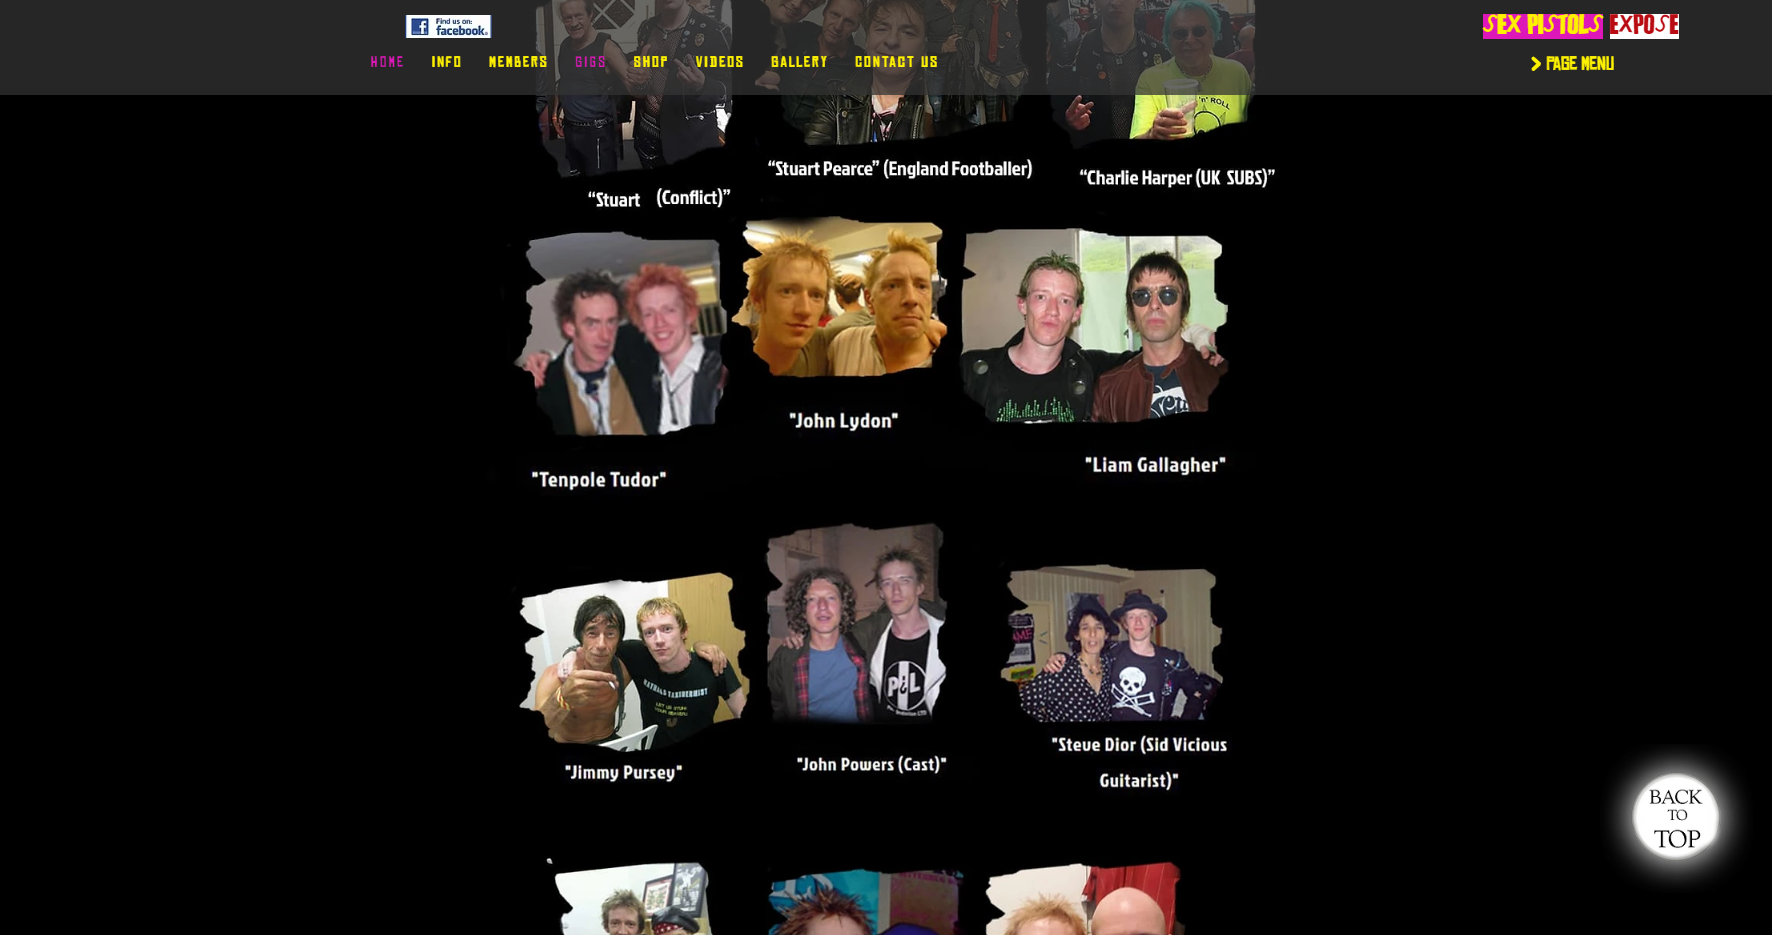 Find us on:
facebook.
SEX PISTOLS EXPOSE
HOME INFO MEMBERS GIGS SHOP VIDEOS GALLERY CONTACT US
PAGE MENU
'n' ROLL
“Stuart Pearce” (England Footballer)
“Charlie Harper (UK SUBS)”
“Stuart (Conflict)”
"John Lydon"
"Liam Gallagher"
"Tenpole Tudor"
PiL
"Steve Dior (Sid Vicious
Guitarist)"
"John Powers (Cast)"
"Jimmy Pursey"
BACK
TO
TOP